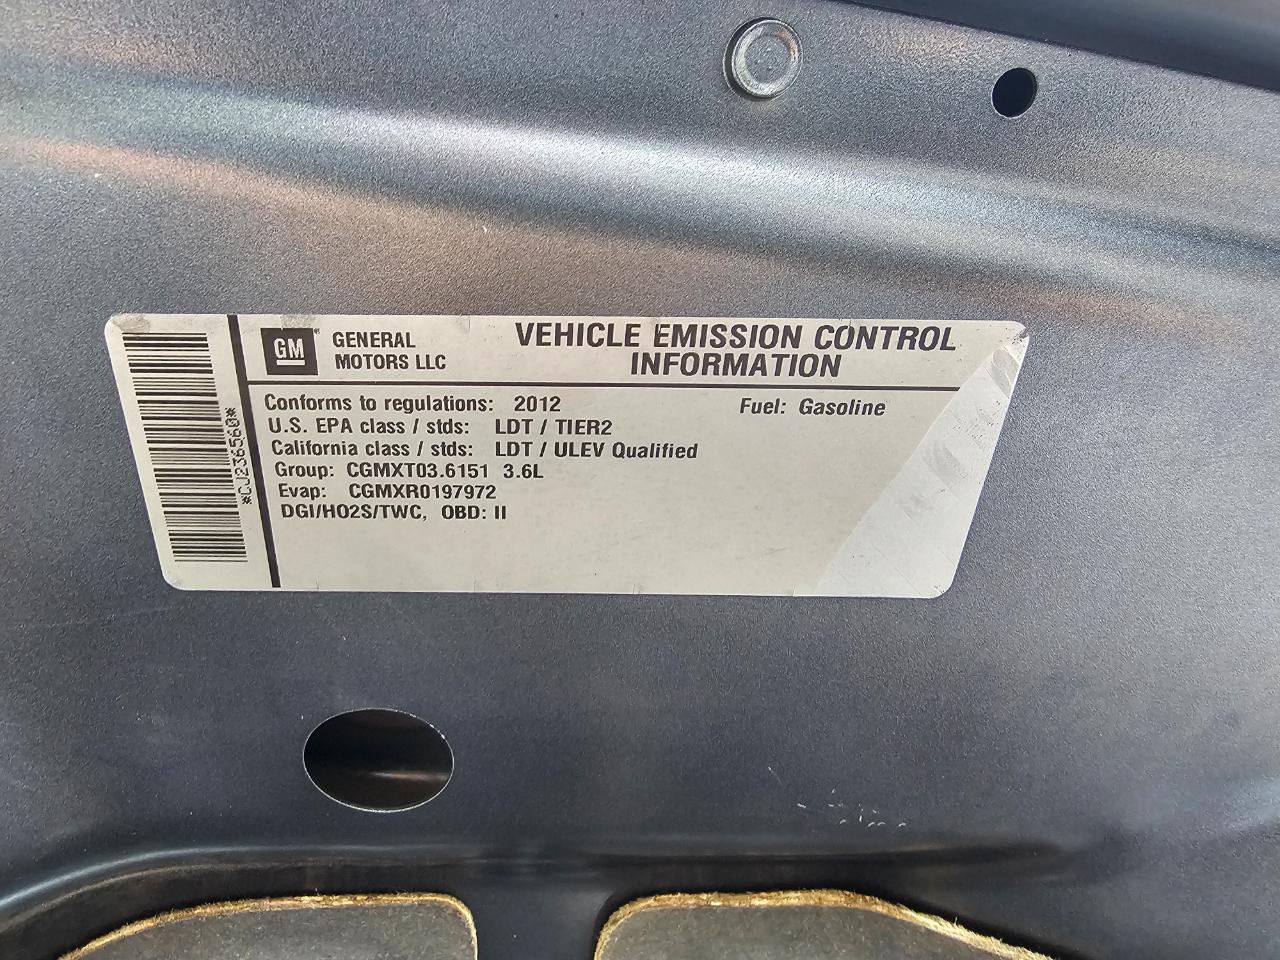 GM
GENERAL
MOTORS LLC
VEHICLE EMISSION CONTROL
INFORMATION
Conforms to regulations: 2012 Fuel: Gasoline
U.S. EPA class / stds: LDT / TIER2
California class / stds: LDT / ULEV Qualified
Group: CGMXT03.6151 3.6L
Evap: CGMXR0197972
DGI/HO2S/TWC, OBD: II
*CJ236560*